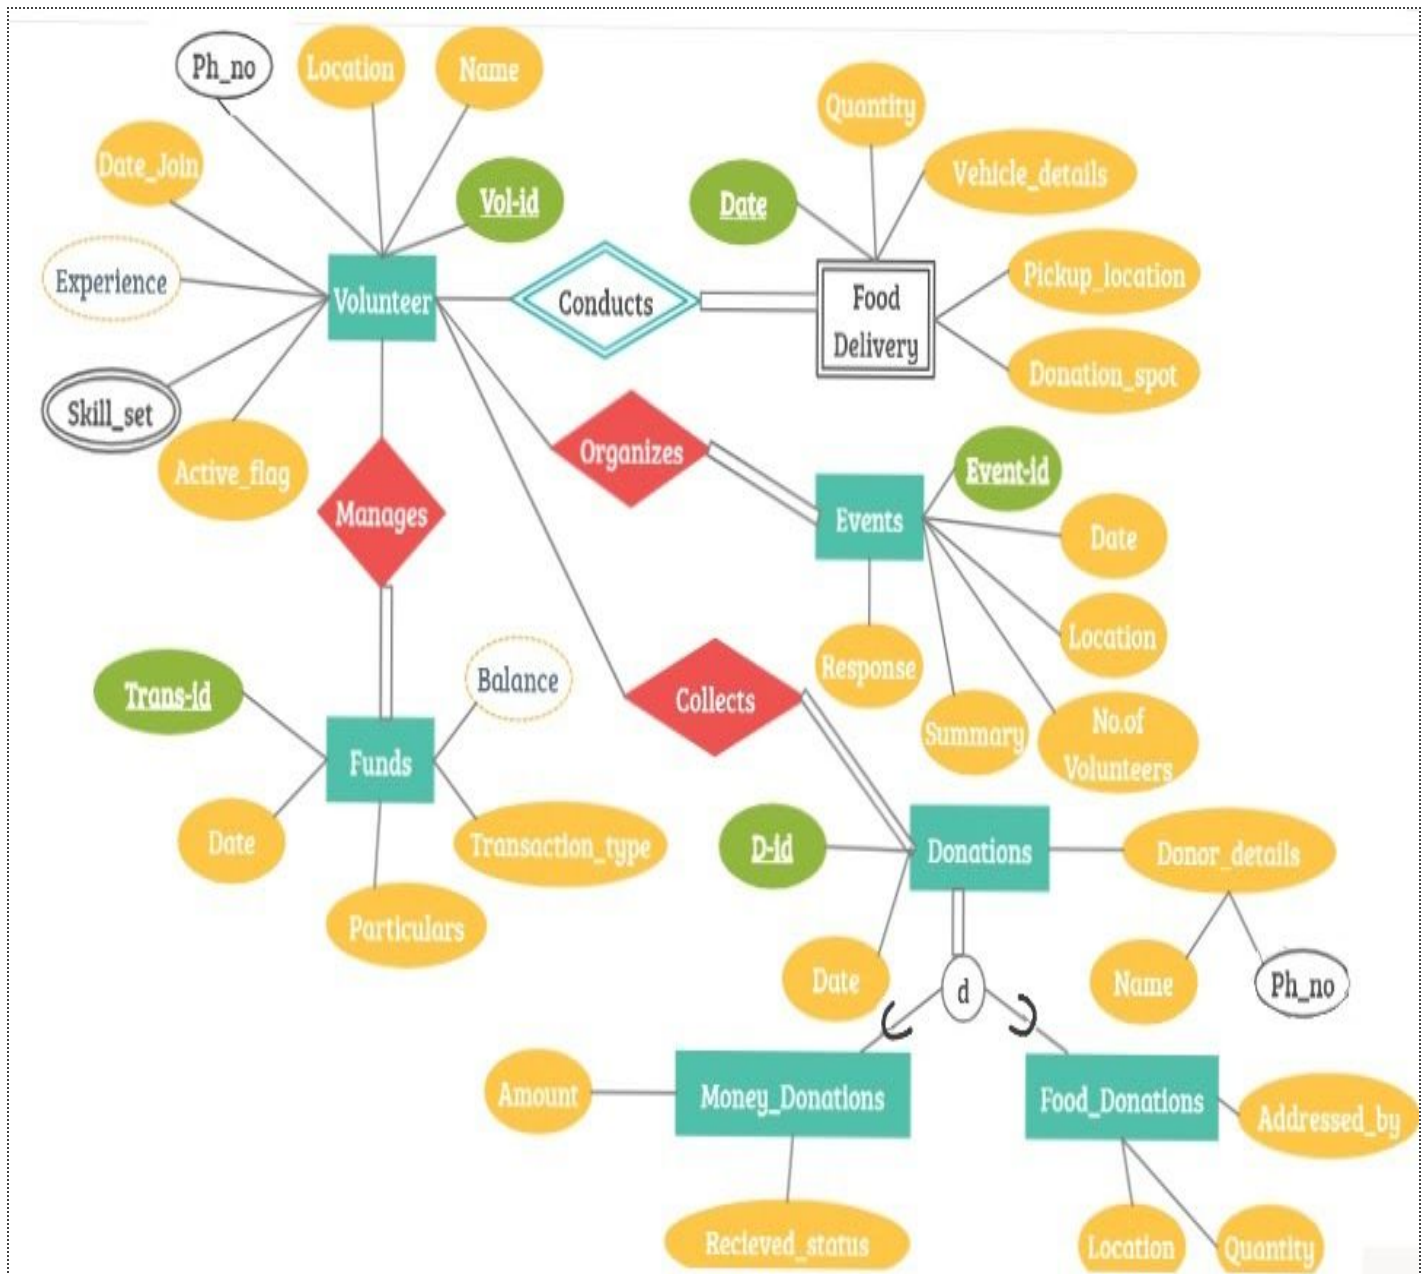 Ph_no
Location
Name
Date_Join
Vol-id
Experience
Volunteer
Skill_set
Active_flag
Conducts
Quantity
Date
Vehicle_details
Food
Delivery
Pickup_location
Donation_spot
Organizes
Manages
Events
Event-id
Date
Location
No.of
Volunteers
Summary
Response
Collects
Trans-id
Balance
Funds
Date
Transaction_type
Particulars
D-id
Donations
Donor_details
Date
d
Name
Ph_no
Amount
Money_Donations
Food_Donations
Addressed_by
Recieved_status
Location
Quantity